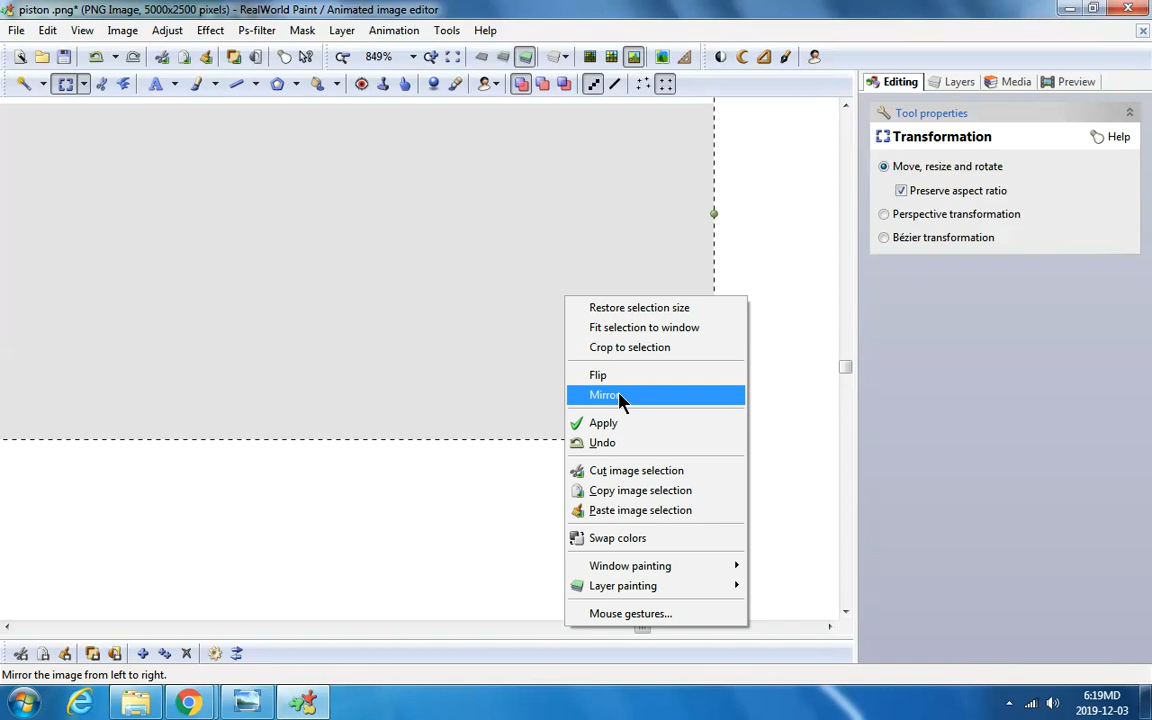 piston .png* (PNG Image, 5000x2500 pixels) - RealWorld Paint / Animated image editor
File Edit View Image Adjust Effect Ps-filter Mask Layer Animation Tools Help
849%
Editing Layers Media Preview
Tool properties
Transformation Help
Move, resize and rotate
Preserve aspect ratio
Perspective transformation
Bézier transformation
Restore selection size
Fit selection to window
Crop to selection
Flip
Mirror
Apply
Undo
Cut image selection
Copy image selection
Paste image selection
Swap colors
Window painting
Layer painting
Mouse gestures...
Mirror the image from left to right.
6:19MD
2019-12-03